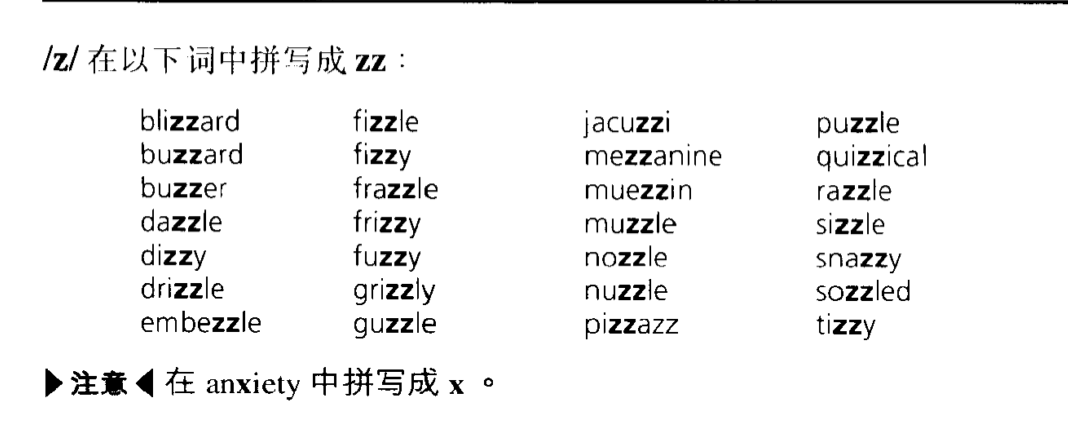 /z/ 在以下词中拼写成 zz：
blizzard fizzle jacuzzi puzzle
buzzard fizzy mezzanine quizzical
buzzer frazzle muezzin razzle
dazzle frizzy muzzle sizzle
dizzy fuzzy nozzle snazzy
drizzle grizzly nuzzle sozzled
embezzle guzzle pizzazz tizzy
▶注意◀ 在 anxiety 中拼写成 x 。